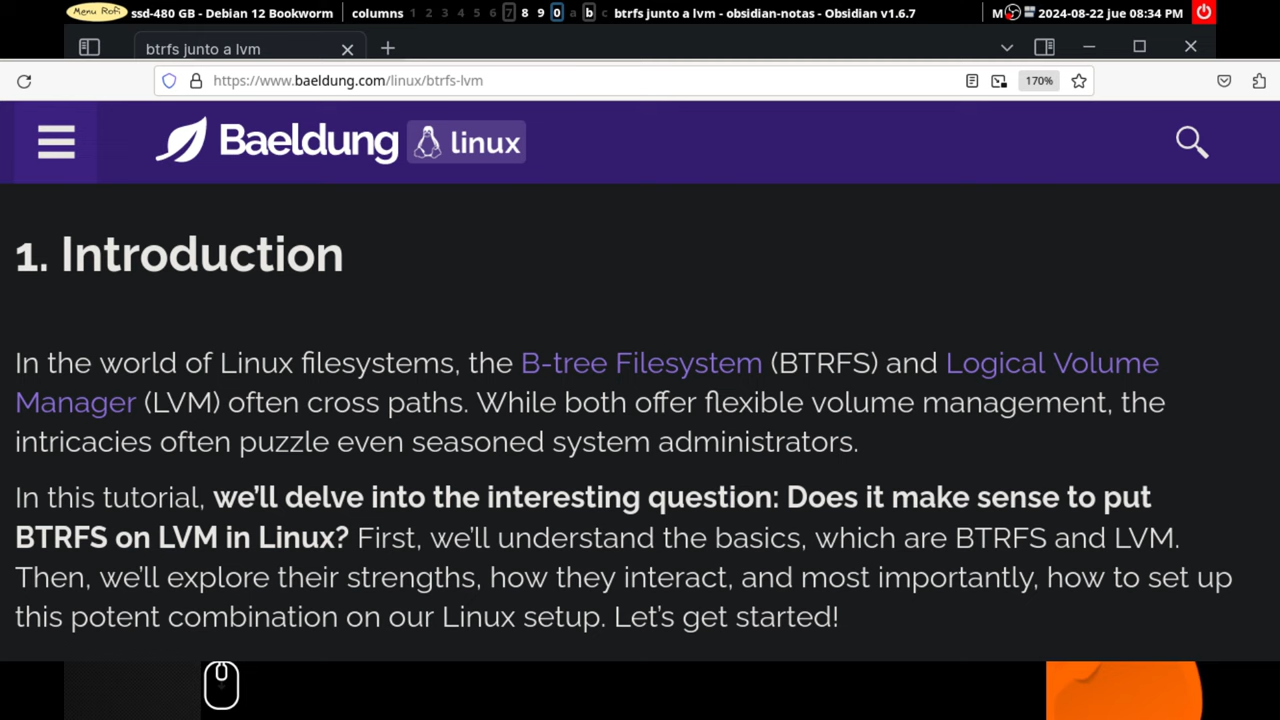 Menu Rofi ssd-480 GB - Debian 12 Bookworm columns 1 2 3 4 5 6 7 8 9 0 a b c btrfs junto a lvm - obsidian-notas - Obsidian v1.6.7 M 2024-08-22 jue 08:34 PM
btrfs junto a lvm
https://www.baeldung.com/linux/btrfs-lvm 170%
Baeldung linux
1. Introduction
In the world of Linux filesystems, the B-tree Filesystem (BTRFS) and Logical Volume
Manager (LVM) often cross paths. While both offer flexible volume management, the
intricacies often puzzle even seasoned system administrators.
In this tutorial, we’ll delve into the interesting question: Does it make sense to put
BTRFS on LVM in Linux? First, we’ll understand the basics, which are BTRFS and LVM.
Then, we’ll explore their strengths, how they interact, and most importantly, how to set up
this potent combination on our Linux setup. Let’s get started!